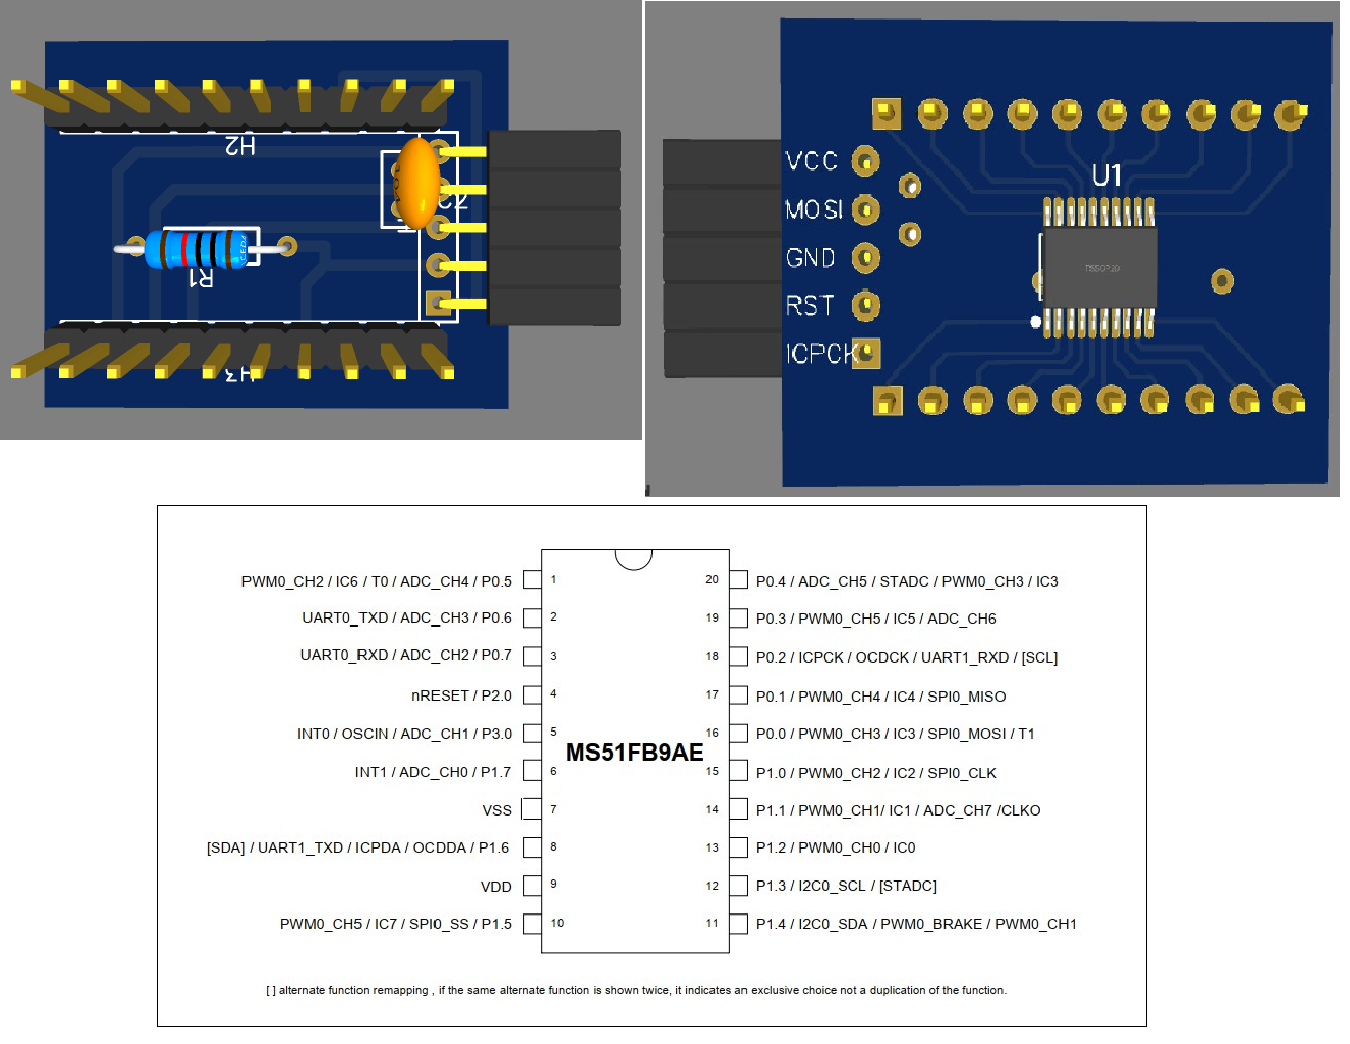 H2
R1
H3
VCC
MOSI
GND
RST
ICPCK
U1
PWM0_CH2 / IC6 / T0 / ADC_CH4 / P0.5 1
UART0_TXD / ADC_CH3 / P0.6 2
UART0_RXD / ADC_CH2 / P0.7 3
nRESET / P2.0 4
INT0 / OSCIN / ADC_CH1 / P3.0 5
INT1 / ADC_CH0 / P1.7 6
VSS 7
[SDA] / UART1_TXD / ICPDA / OCDDA / P1.6 8
VDD 9
PWM0_CH5 / IC7 / SPI0_SS / P1.5 10
MS51FB9AE
20 P0.4 / ADC_CH5 / STADC / PWM0_CH3 / IC3
19 P0.3 / PWM0_CH5 / IC5 / ADC_CH6
18 P0.2 / ICPCK / OCDCK / UART1_RXD / [SCL]
17 P0.1 / PWM0_CH4 / IC4 / SPI0_MISO
16 P0.0 / PWM0_CH3 / IC3 / SPI0_MOSI / T1
15 P1.0 / PWM0_CH2 / IC2 / SPI0_CLK
14 P1.1 / PWM0_CH1/ IC1 / ADC_CH7 /CLKO
13 P1.2 / PWM0_CH0 / IC0
12 P1.3 / I2C0_SCL / [STADC]
11 P1.4 / I2C0_SDA / PWM0_BRAKE / PWM0_CH1
[ ] alternate function remapping , if the same alternate function is shown twice, it indicates an exclusive choice not a duplication of the function.